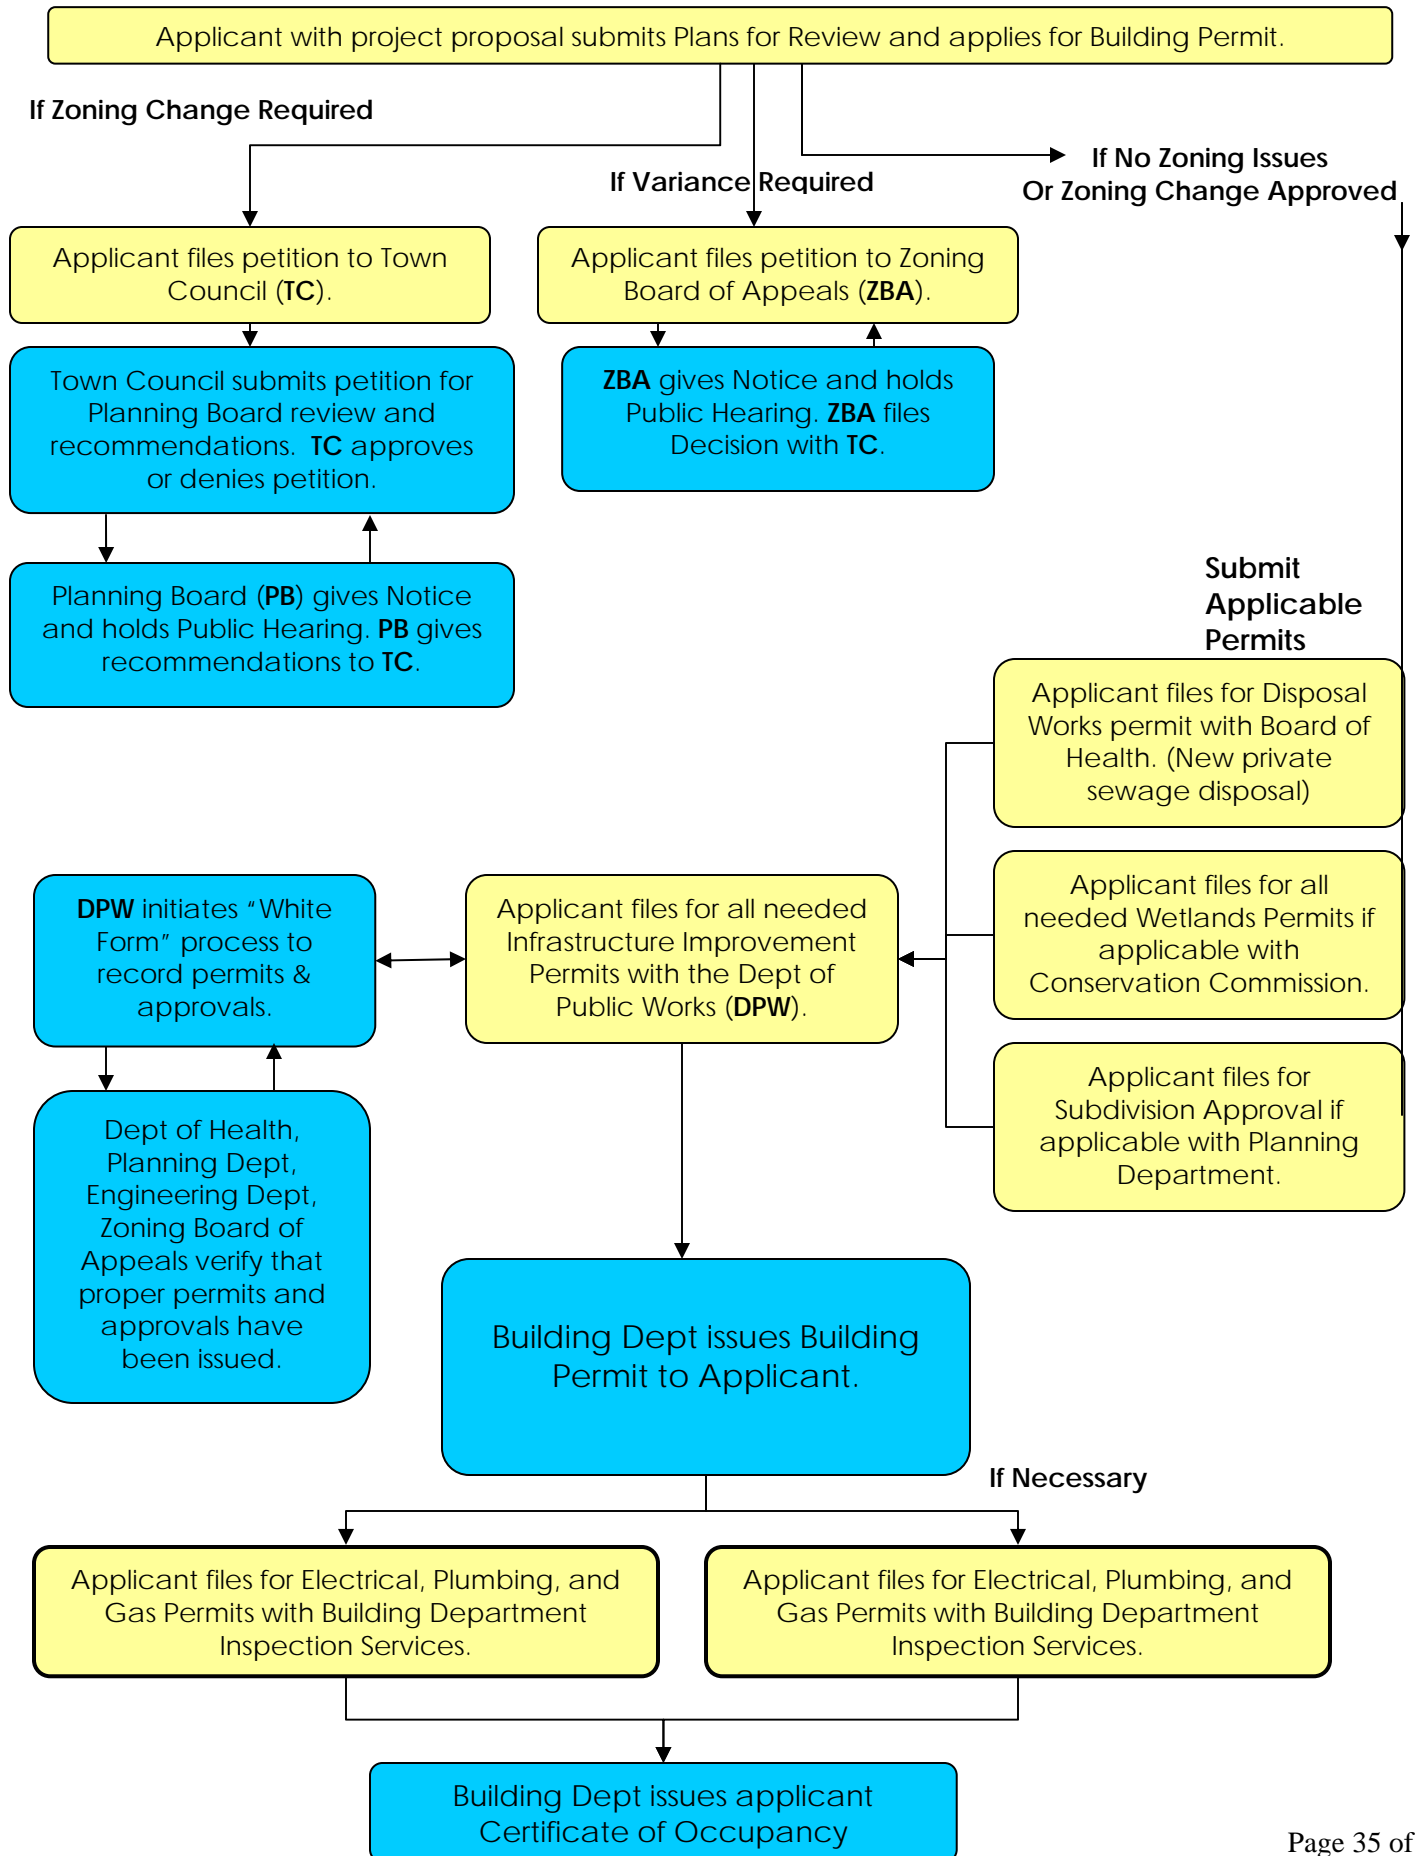 Applicant with project proposal submits Plans for Review and applies for Building Permit.
If Zoning Change Required
If Variance Required
If No Zoning Issues
Or Zoning Change Approved
Applicant files petition to Town
Council (TC).
Applicant files petition to Zoning
Board of Appeals (ZBA).
Town Council submits petition for
Planning Board review and
recommendations. TC approves
or denies petition.
ZBA gives Notice and holds
Public Hearing. ZBA files
Decision with TC.
Planning Board (PB) gives Notice
and holds Public Hearing. PB gives
recommendations to TC.
Submit
Applicable
Permits
Applicant files for Disposal
Works permit with Board of
Health. (New private
sewage disposal)
Applicant files for all
needed Wetlands Permits if
applicable with
Conservation Commission.
Applicant files for
Subdivision Approval if
applicable with Planning
Department.
Applicant files for all needed
Infrastructure Improvement
Permits with the Dept of
Public Works (DPW).
DPW initiates “White
Form” process to
record permits &
approvals.
Dept of Health,
Planning Dept,
Engineering Dept,
Zoning Board of
Appeals verify that
proper permits and
approvals have
been issued.
Building Dept issues Building
Permit to Applicant.
If Necessary
Applicant files for Electrical, Plumbing, and
Gas Permits with Building Department
Inspection Services.
Applicant files for Electrical, Plumbing, and
Gas Permits with Building Department
Inspection Services.
Building Dept issues applicant
Certificate of Occupancy
Page 35 of